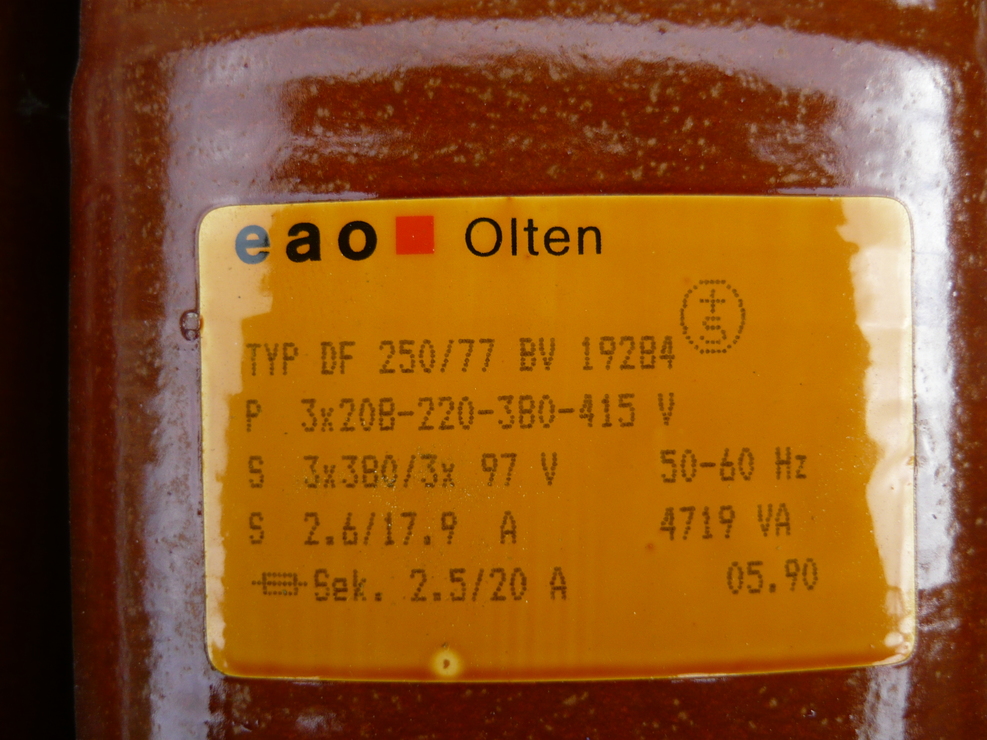 eao Olten
+S
TYP DF 250/77 BV 19284
P 3x208-220-380-415 V
S 3x380/3x 97 V 50-60 Hz
S 2.6/17.9 A 4719 VA
Sek. 2.5/20 A 05.90